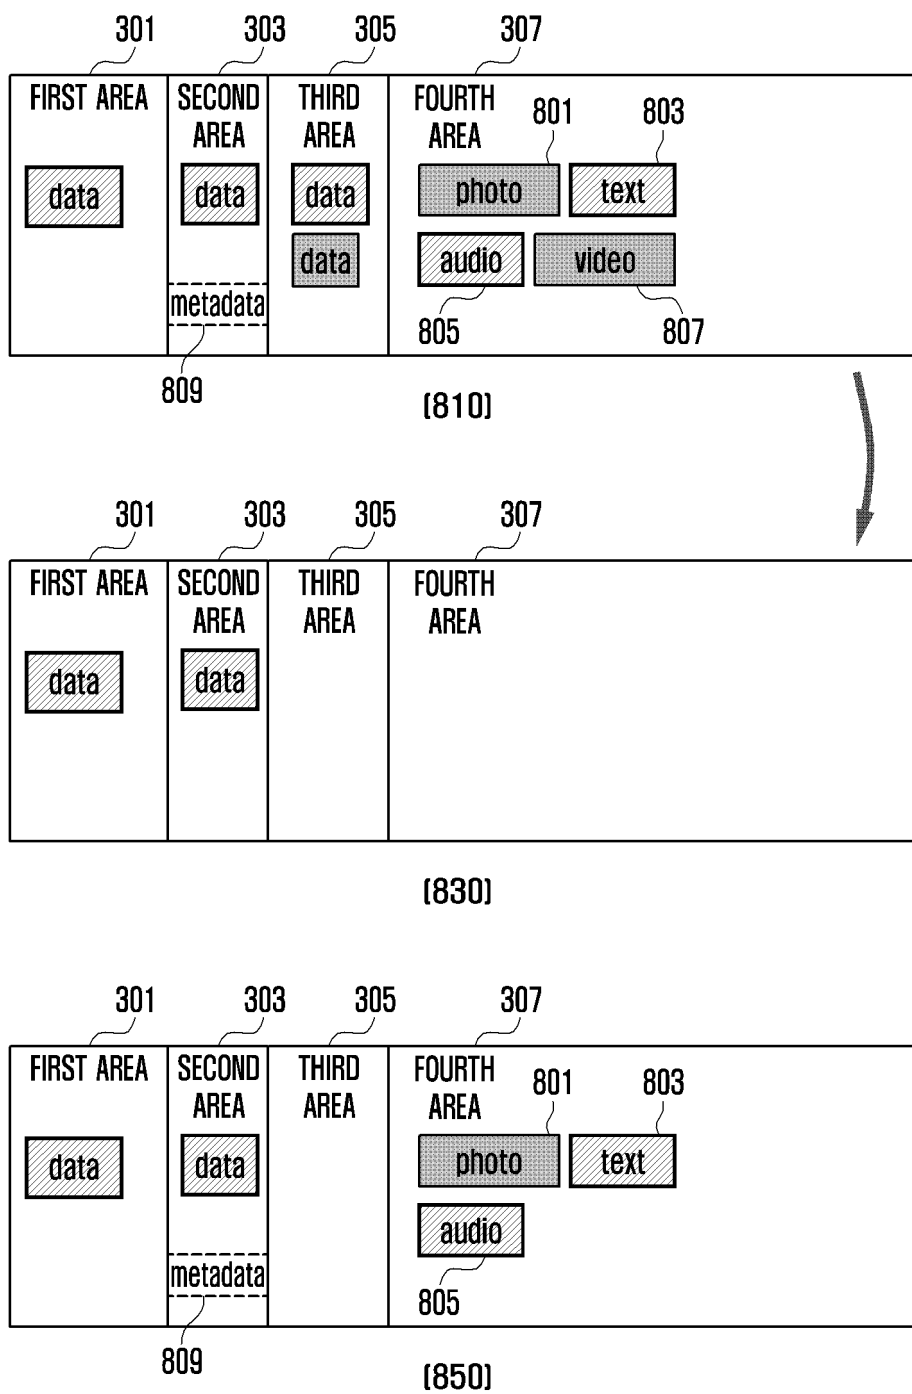 301 303 305 307
FIRST AREA SECOND AREA THIRD AREA FOURTH AREA
801 803
data data data photo text
data audio video
metadata
805 807
809
[810]
301 303 305 307
FIRST AREA SECOND AREA THIRD AREA FOURTH AREA
data data
[830]
301 303 305 307
FIRST AREA SECOND AREA THIRD AREA FOURTH AREA
801 803
data data photo text
audio
metadata
805
809
[850]